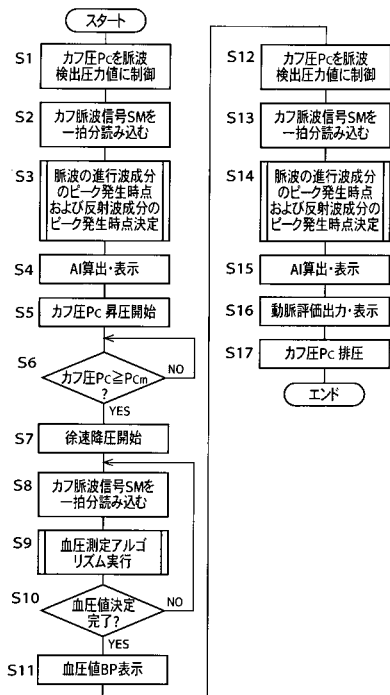 スタート
S1
カフ圧Pcを脈波
検出圧力値に制御
S2
カフ脈波信号SMを
一拍分読み込む
S3
脈波の進行波成分
のピーク発生時点
および反射波成分の
ピーク発生時点決定
S4
AI算出・表示
S5
カフ圧Pc 昇圧開始
S6
カフ圧Pc≧PCm
?
NO
YES
S7
徐速降圧開始
S8
カフ脈波信号SMを
一拍分読み込む
S9
血圧測定アルゴ
リズム実行
S10
血圧値決定
完了?
NO
YES
S11
血圧値BP表示
S12
カフ圧Pcを脈波
検出圧力値に制御
S13
カフ脈波信号SMを
一拍分読み込む
S14
脈波の進行波成分
のピーク発生時点
および反射波成分の
ピーク発生時点決定
S15
AI算出・表示
S16
動脈評価出力・表示
S17
カフ圧Pc 排圧
エンド